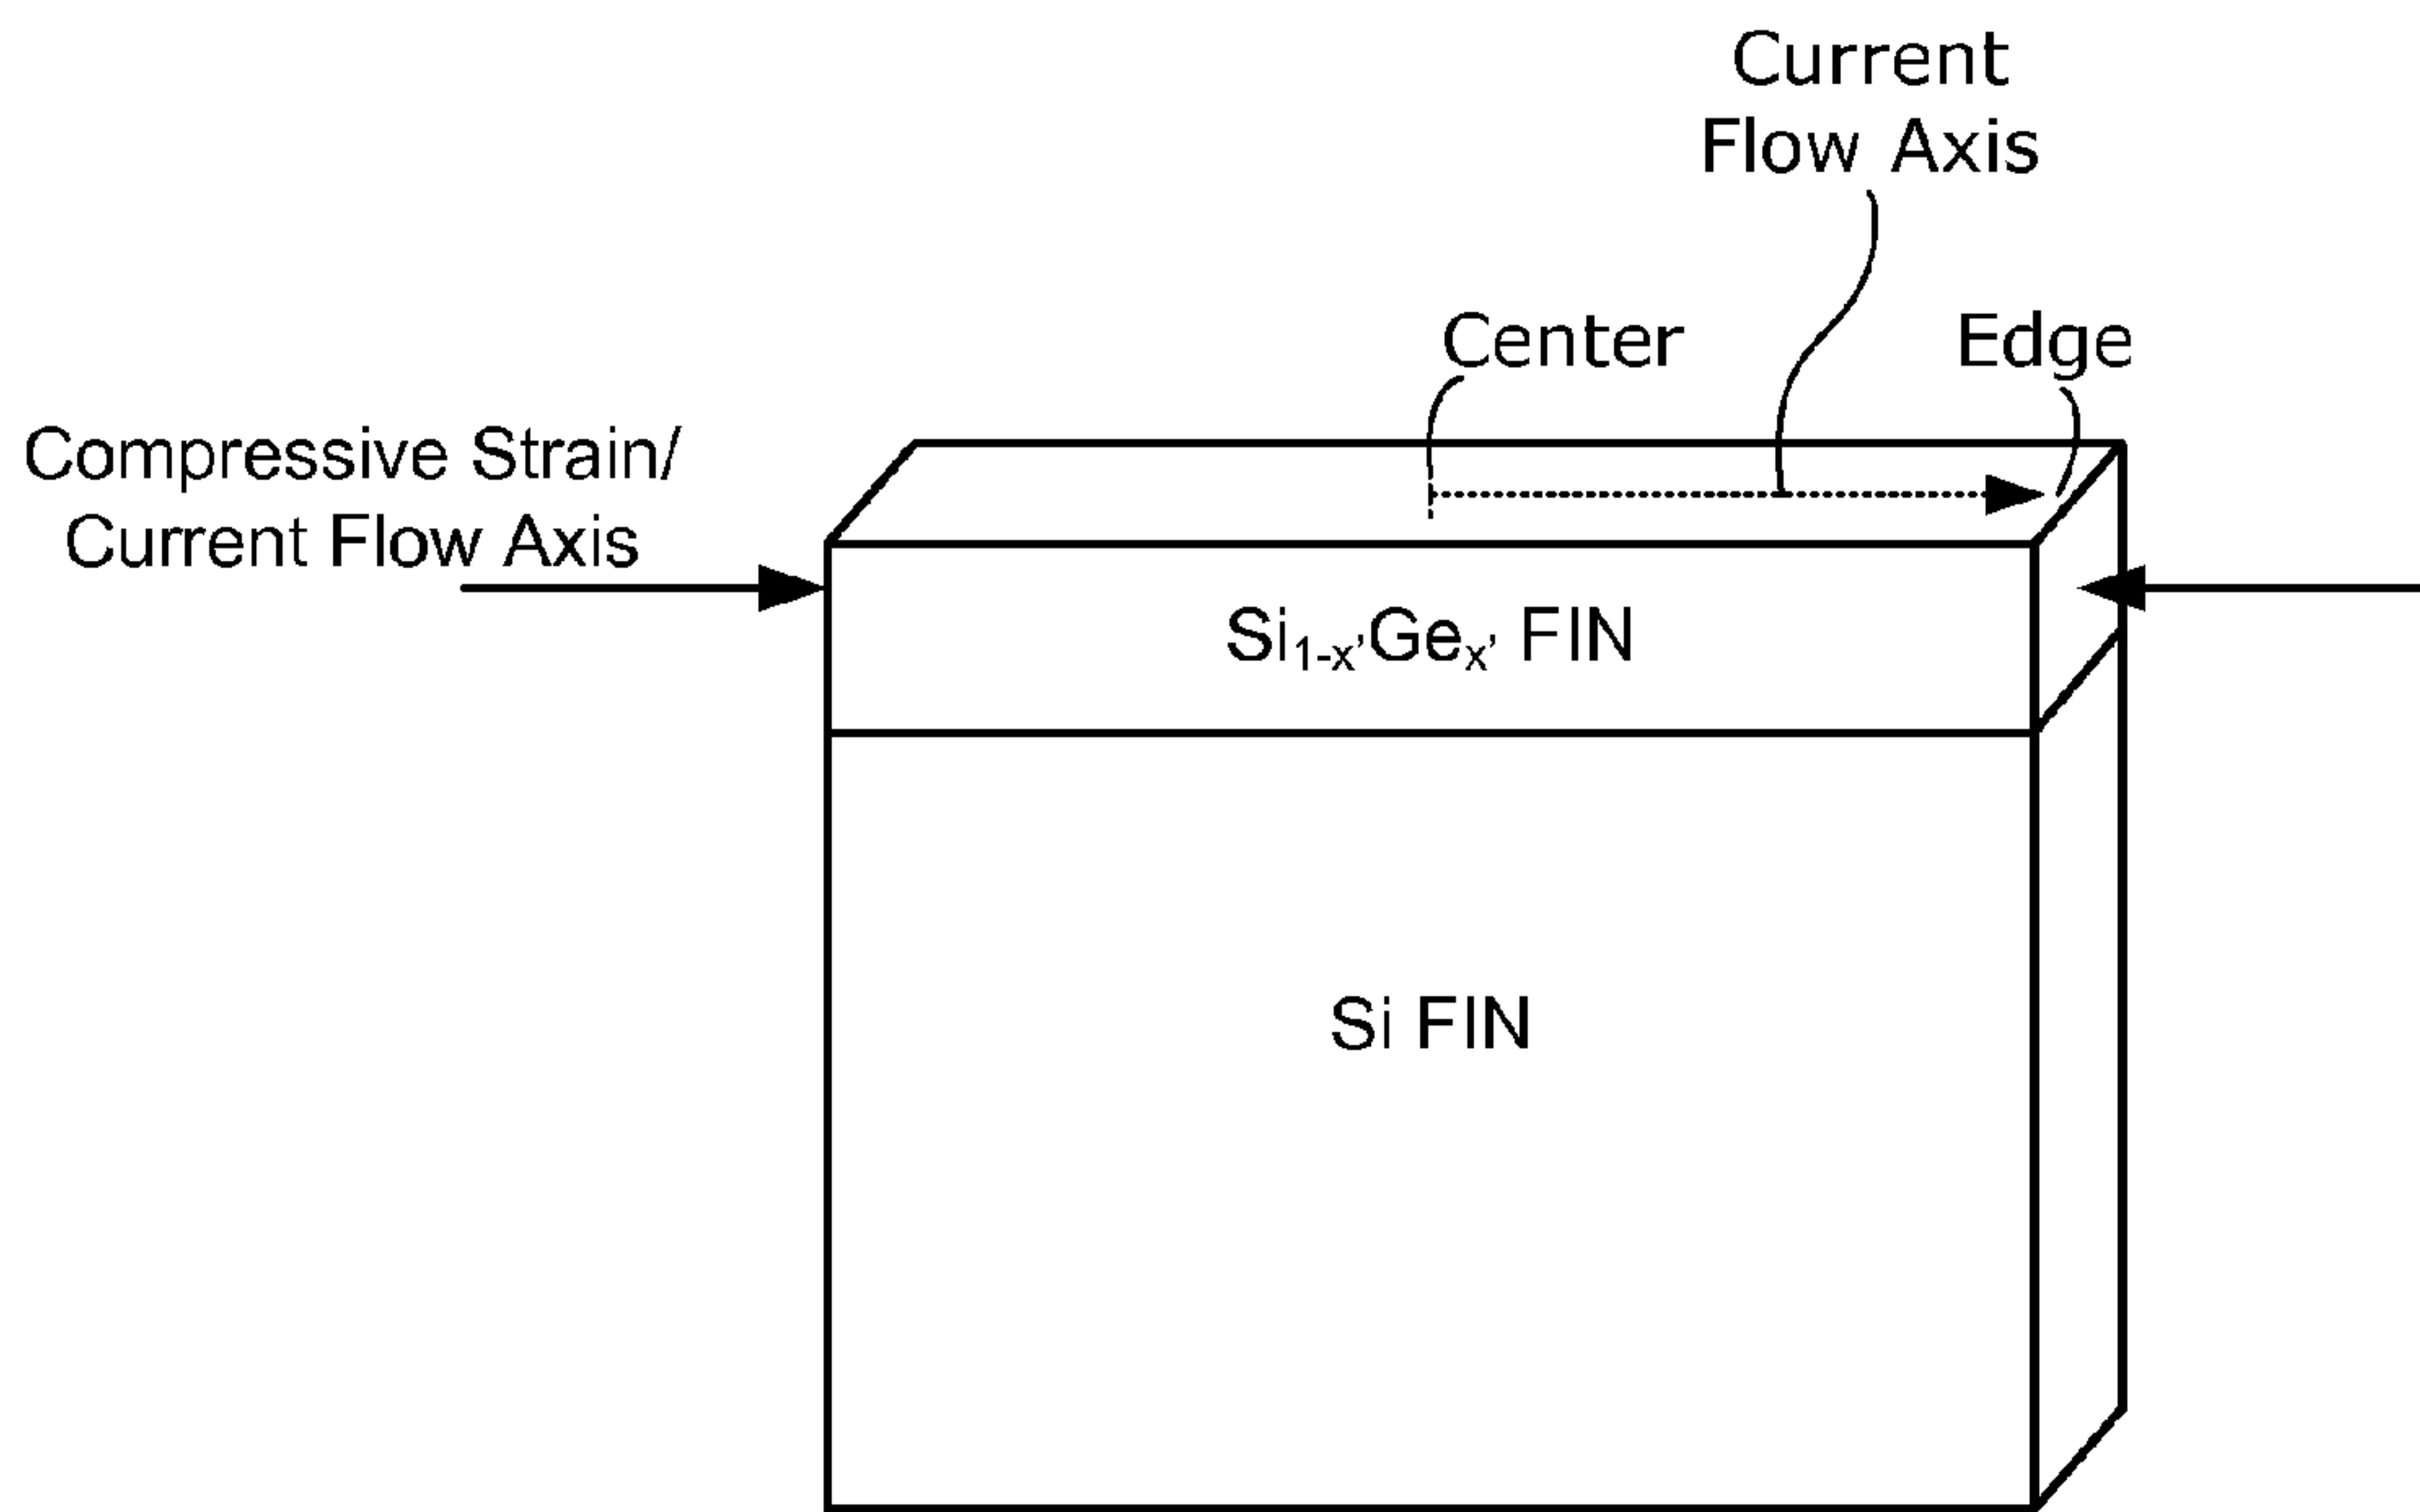 Current
Flow Axis
Center
Edge
Compressive Strain/
Current Flow Axis
Si₁₋ₓ’Geₓ’ FIN
Si FIN